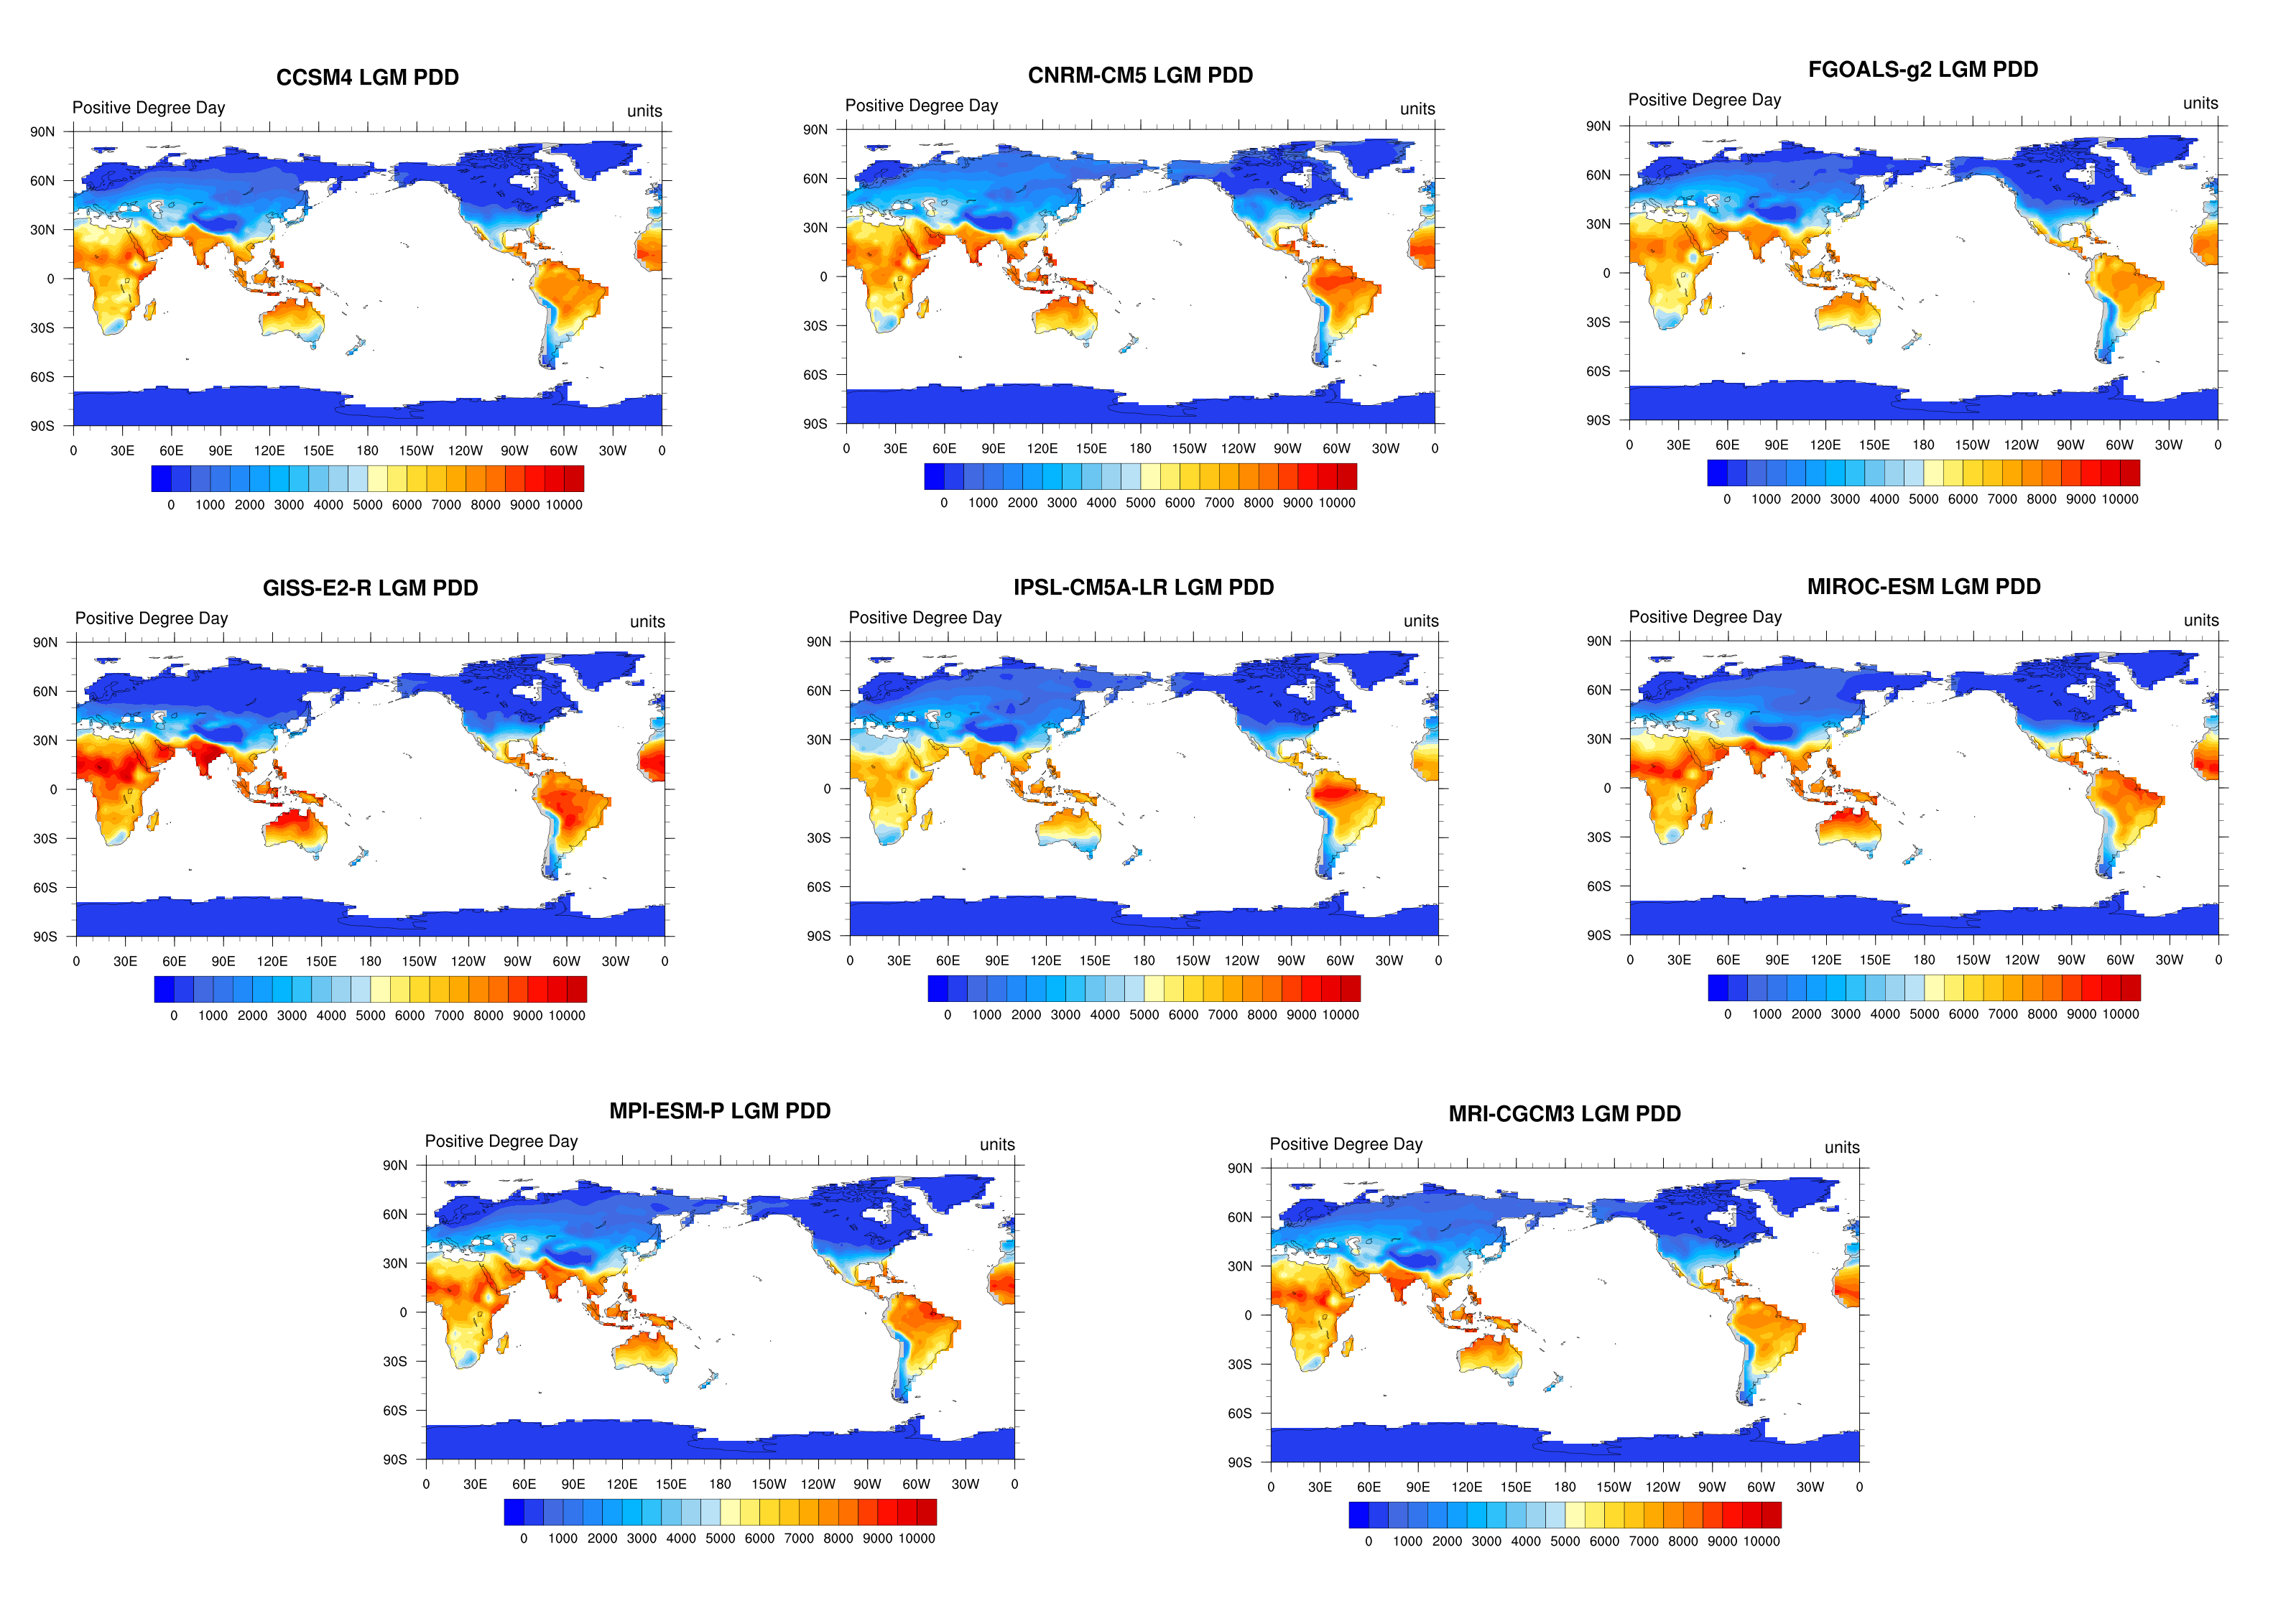 CCSM4 LGM PDD
Positive Degree Day units
90N
60N
30N
0
30S
60S
90S
0 30E 60E 90E 120E 150E 180 150W 120W 90W 60W 30W 0
0 1000 2000 3000 4000 5000 6000 7000 8000 9000 10000
CNRM-CM5 LGM PDD
Positive Degree Day units
90N
60N
30N
0
30S
60S
90S
0 30E 60E 90E 120E 150E 180 150W 120W 90W 60W 30W 0
0 1000 2000 3000 4000 5000 6000 7000 8000 9000 10000
FGOALS-g2 LGM PDD
Positive Degree Day units
90N
60N
30N
0
30S
60S
90S
0 30E 60E 90E 120E 150E 180 150W 120W 90W 60W 30W 0
0 1000 2000 3000 4000 5000 6000 7000 8000 9000 10000
GISS-E2-R LGM PDD
Positive Degree Day units
90N
60N
30N
0
30S
60S
90S
0 30E 60E 90E 120E 150E 180 150W 120W 90W 60W 30W 0
0 1000 2000 3000 4000 5000 6000 7000 8000 9000 10000
IPSL-CM5A-LR LGM PDD
Positive Degree Day units
90N
60N
30N
0
30S
60S
90S
0 30E 60E 90E 120E 150E 180 150W 120W 90W 60W 30W 0
0 1000 2000 3000 4000 5000 6000 7000 8000 9000 10000
MIROC-ESM LGM PDD
Positive Degree Day units
90N
60N
30N
0
30S
60S
90S
0 30E 60E 90E 120E 150E 180 150W 120W 90W 60W 30W 0
0 1000 2000 3000 4000 5000 6000 7000 8000 9000 10000
MPI-ESM-P LGM PDD
Positive Degree Day units
90N
60N
30N
0
30S
60S
90S
0 30E 60E 90E 120E 150E 180 150W 120W 90W 60W 30W 0
0 1000 2000 3000 4000 5000 6000 7000 8000 9000 10000
MRI-CGCM3 LGM PDD
Positive Degree Day units
90N
60N
30N
0
30S
60S
90S
0 30E 60E 90E 120E 150E 180 150W 120W 90W 60W 30W 0
0 1000 2000 3000 4000 5000 6000 7000 8000 9000 10000